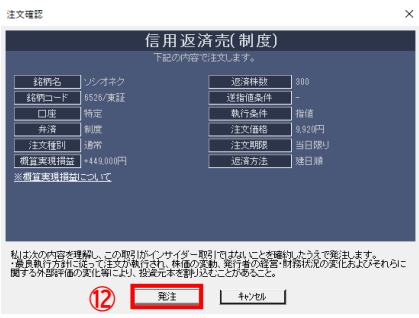 注文確認
信用返済売(制度)
下記の内容で注文します。
銘柄名 ソシオネク 返済株数 300
銘柄コード 6526/東証 逆指値条件 -
口座 特定 執行条件 指値
弁済 制度 注文価格 9,920円
注文種別 通常 注文期限 当日限り
概算実現損益 +449,000円 返済方法 建日順
※概算実現損益について
私は次の内容を理解し、この取引がインサイダー取引ではないことを確約したうえで発注します。
・最良執行方針に従って注文が執行され、株価の変動、発行者の経営・財務状況の変化およびそれらに
関する外部評価の変化等により、投資元本を割り込むことがあること。
⑫ 発注 キャンセル